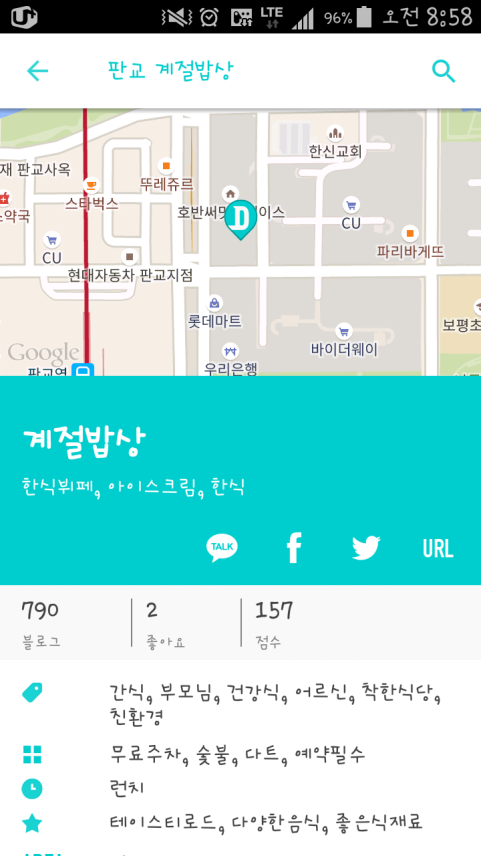 LTE 96% 오전 8:58
판교 계절밥상
한신교회
재 판교사옥
뚜레쥬르
스타벅스
호반써밋
이스
CU
D
약국
CU
파리바게뜨
현대자동차 판교지점
롯데마트
보평초
바이더웨이
Google
우리은행
판교역
계절밥상
한식뷔페, 아이스크림, 한식
TALK f URL
790 2 157
블로그 좋아요 점수
간식, 부모님, 건강식, 어르신, 착한식당,
친환경
무료주차, 숯불, 다트, 예약필수
런치
테이스티로드, 다양한음식, 좋은식재료